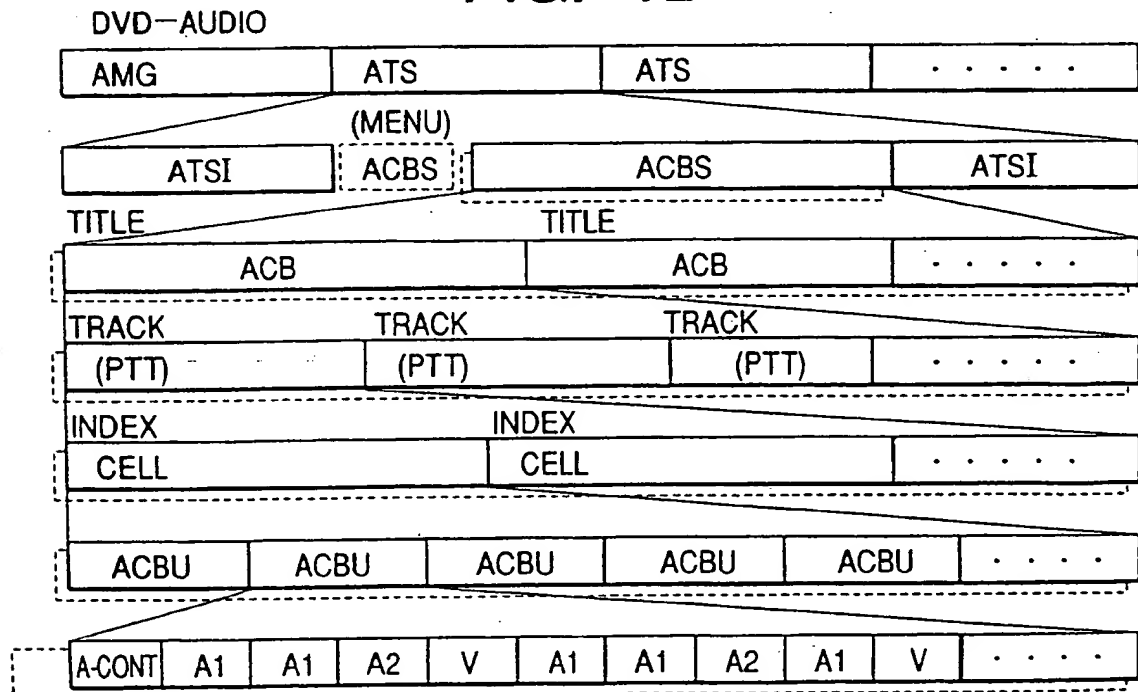 DVD-AUDIO
AMG ATS ATS . . . . .
(MENU)
ATSI ACBS ACBS ATSI
TITLE TITLE
ACB ACB . . . . .
TRACK TRACK TRACK
(PTT) (PTT) (PTT) . . . . .
INDEX INDEX
CELL CELL . . . . .
ACBU ACBU ACBU ACBU ACBU . . . .
A-CONT A1 A1 A2 V A1 A1 A2 A1 V . . . .